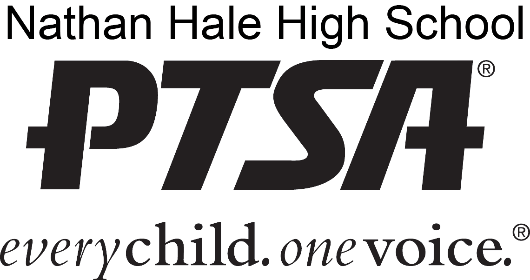 Nathan Hale High School
PTSA®
everychild. onevoice.®